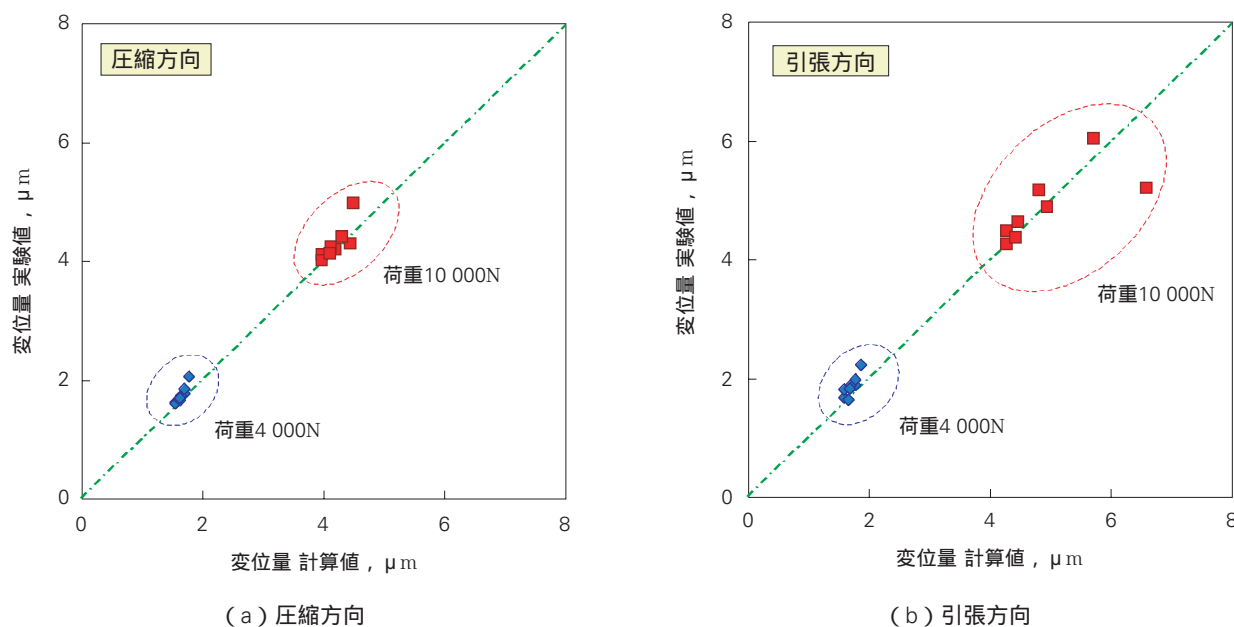 圧縮方向
8
6
4
2
0
0 2 4 6 8
変位量 実験値 , μm
変位量 計算値 , μm
荷重10 000N
荷重4 000N
(a) 圧縮方向
引張方向
8
6
4
2
0
0 2 4 6 8
変位量 実験値 , μm
変位量 計算値 , μm
荷重10 000N
荷重4 000N
(b) 引張方向